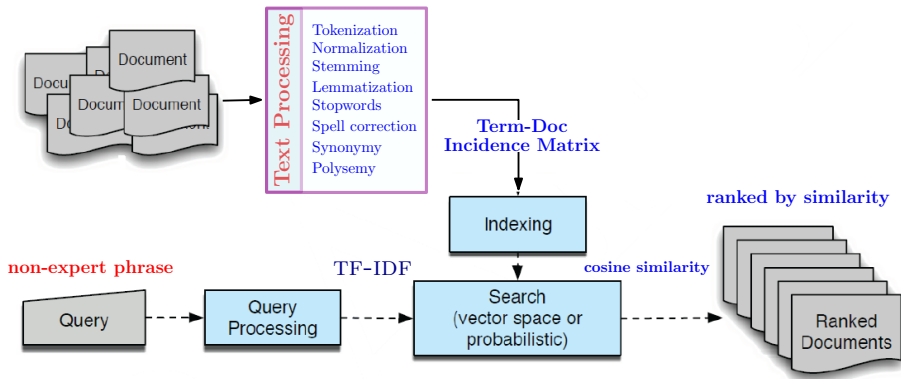 Document
Docum
Document
Docum
Document
Docu
Text Processing
Tokenization
Normalization
Stemming
Lemmatization
Stopwords
Spell correction
Synonymy
Polysemy
Term-Doc
Incidence Matrix
Indexing
ranked by similarity
non-expert phrase
TF-IDF
cosine similarity
Query
Query
Processing
Search
(vector space or
probabilistic)
Ranked
Documents